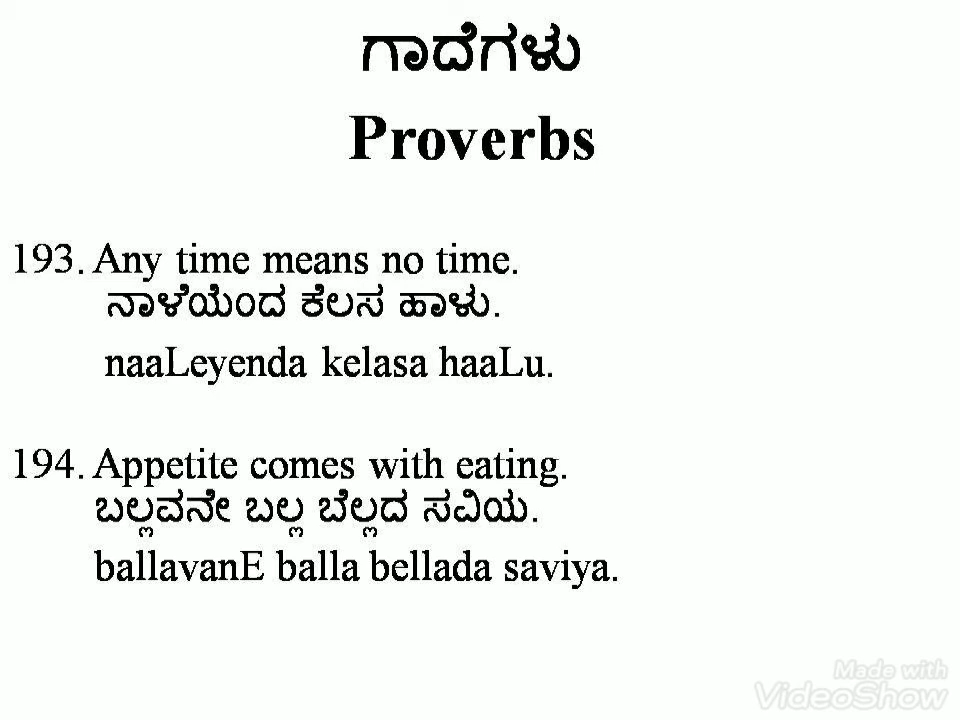 ಗಾದೆಗಳು
Proverbs
193. Any time means no time.
ನಾಳೆಯೆಂದ ಕೆಲಸ ಹಾಳು.
naaLeyenda kelasa haaLu.
194. Appetite comes with eating.
ಬಲ್ಲವನೇ ಬಲ್ಲ ಬೆಲ್ಲದ ಸವಿಯ.
ballavanE balla bellada saviya.
Made with
VideoShow